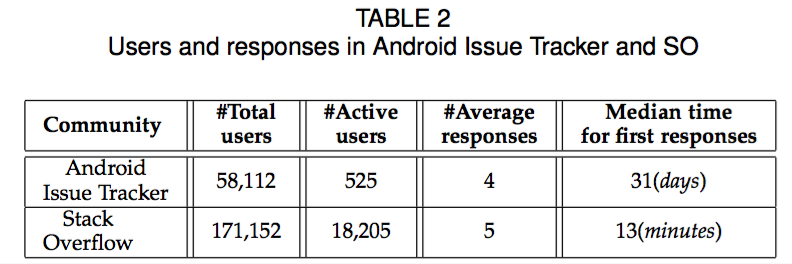 TABLE 2
Users and responses in Android Issue Tracker and SO
Community #Total users #Active users #Average responses Median time for first responses
Android Issue Tracker 58,112 525 4 31(days)
Stack Overflow 171,152 18,205 5 13(minutes)